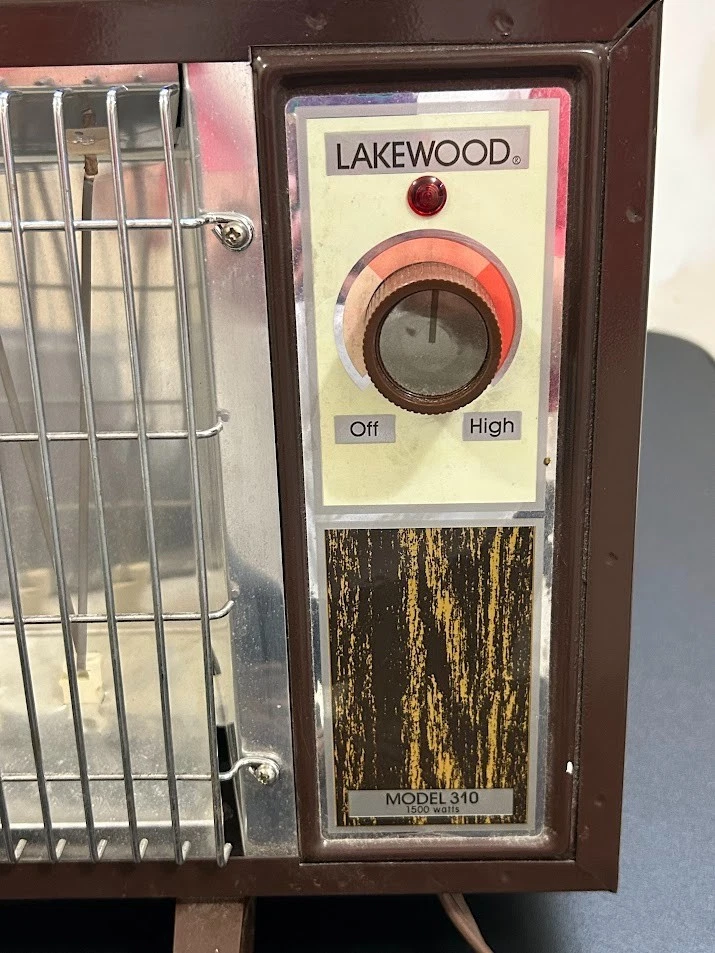 LAKEWOOD®
Off High
MODEL 310
1500 watts